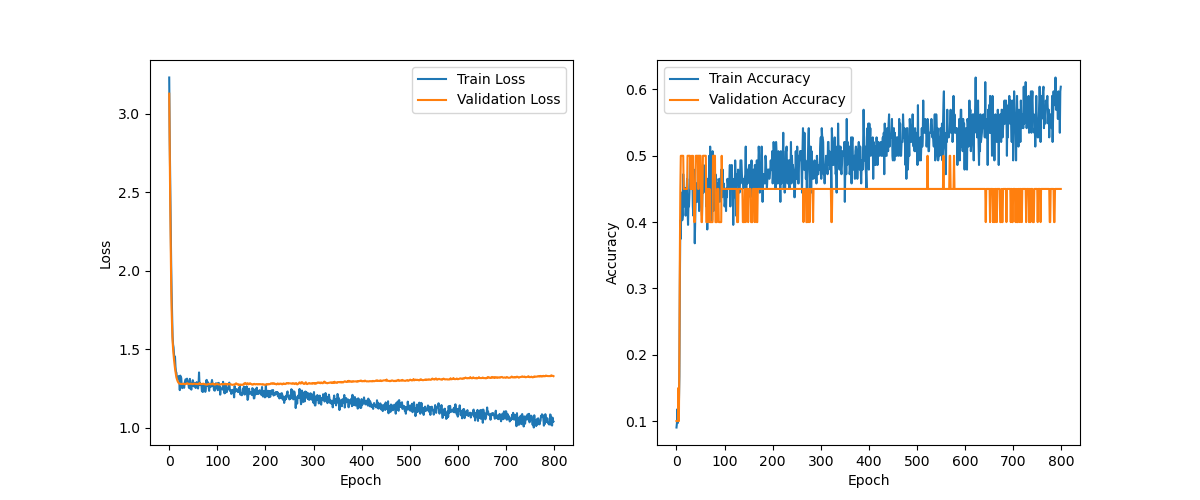 Train Loss
Validation Loss
3.0
2.5
2.0
1.5
1.0
Loss
0 100 200 300 400 500 600 700 800
Epoch
Train Accuracy
Validation Accuracy
0.6
0.5
0.4
0.3
0.2
0.1
Accuracy
0 100 200 300 400 500 600 700 800
Epoch